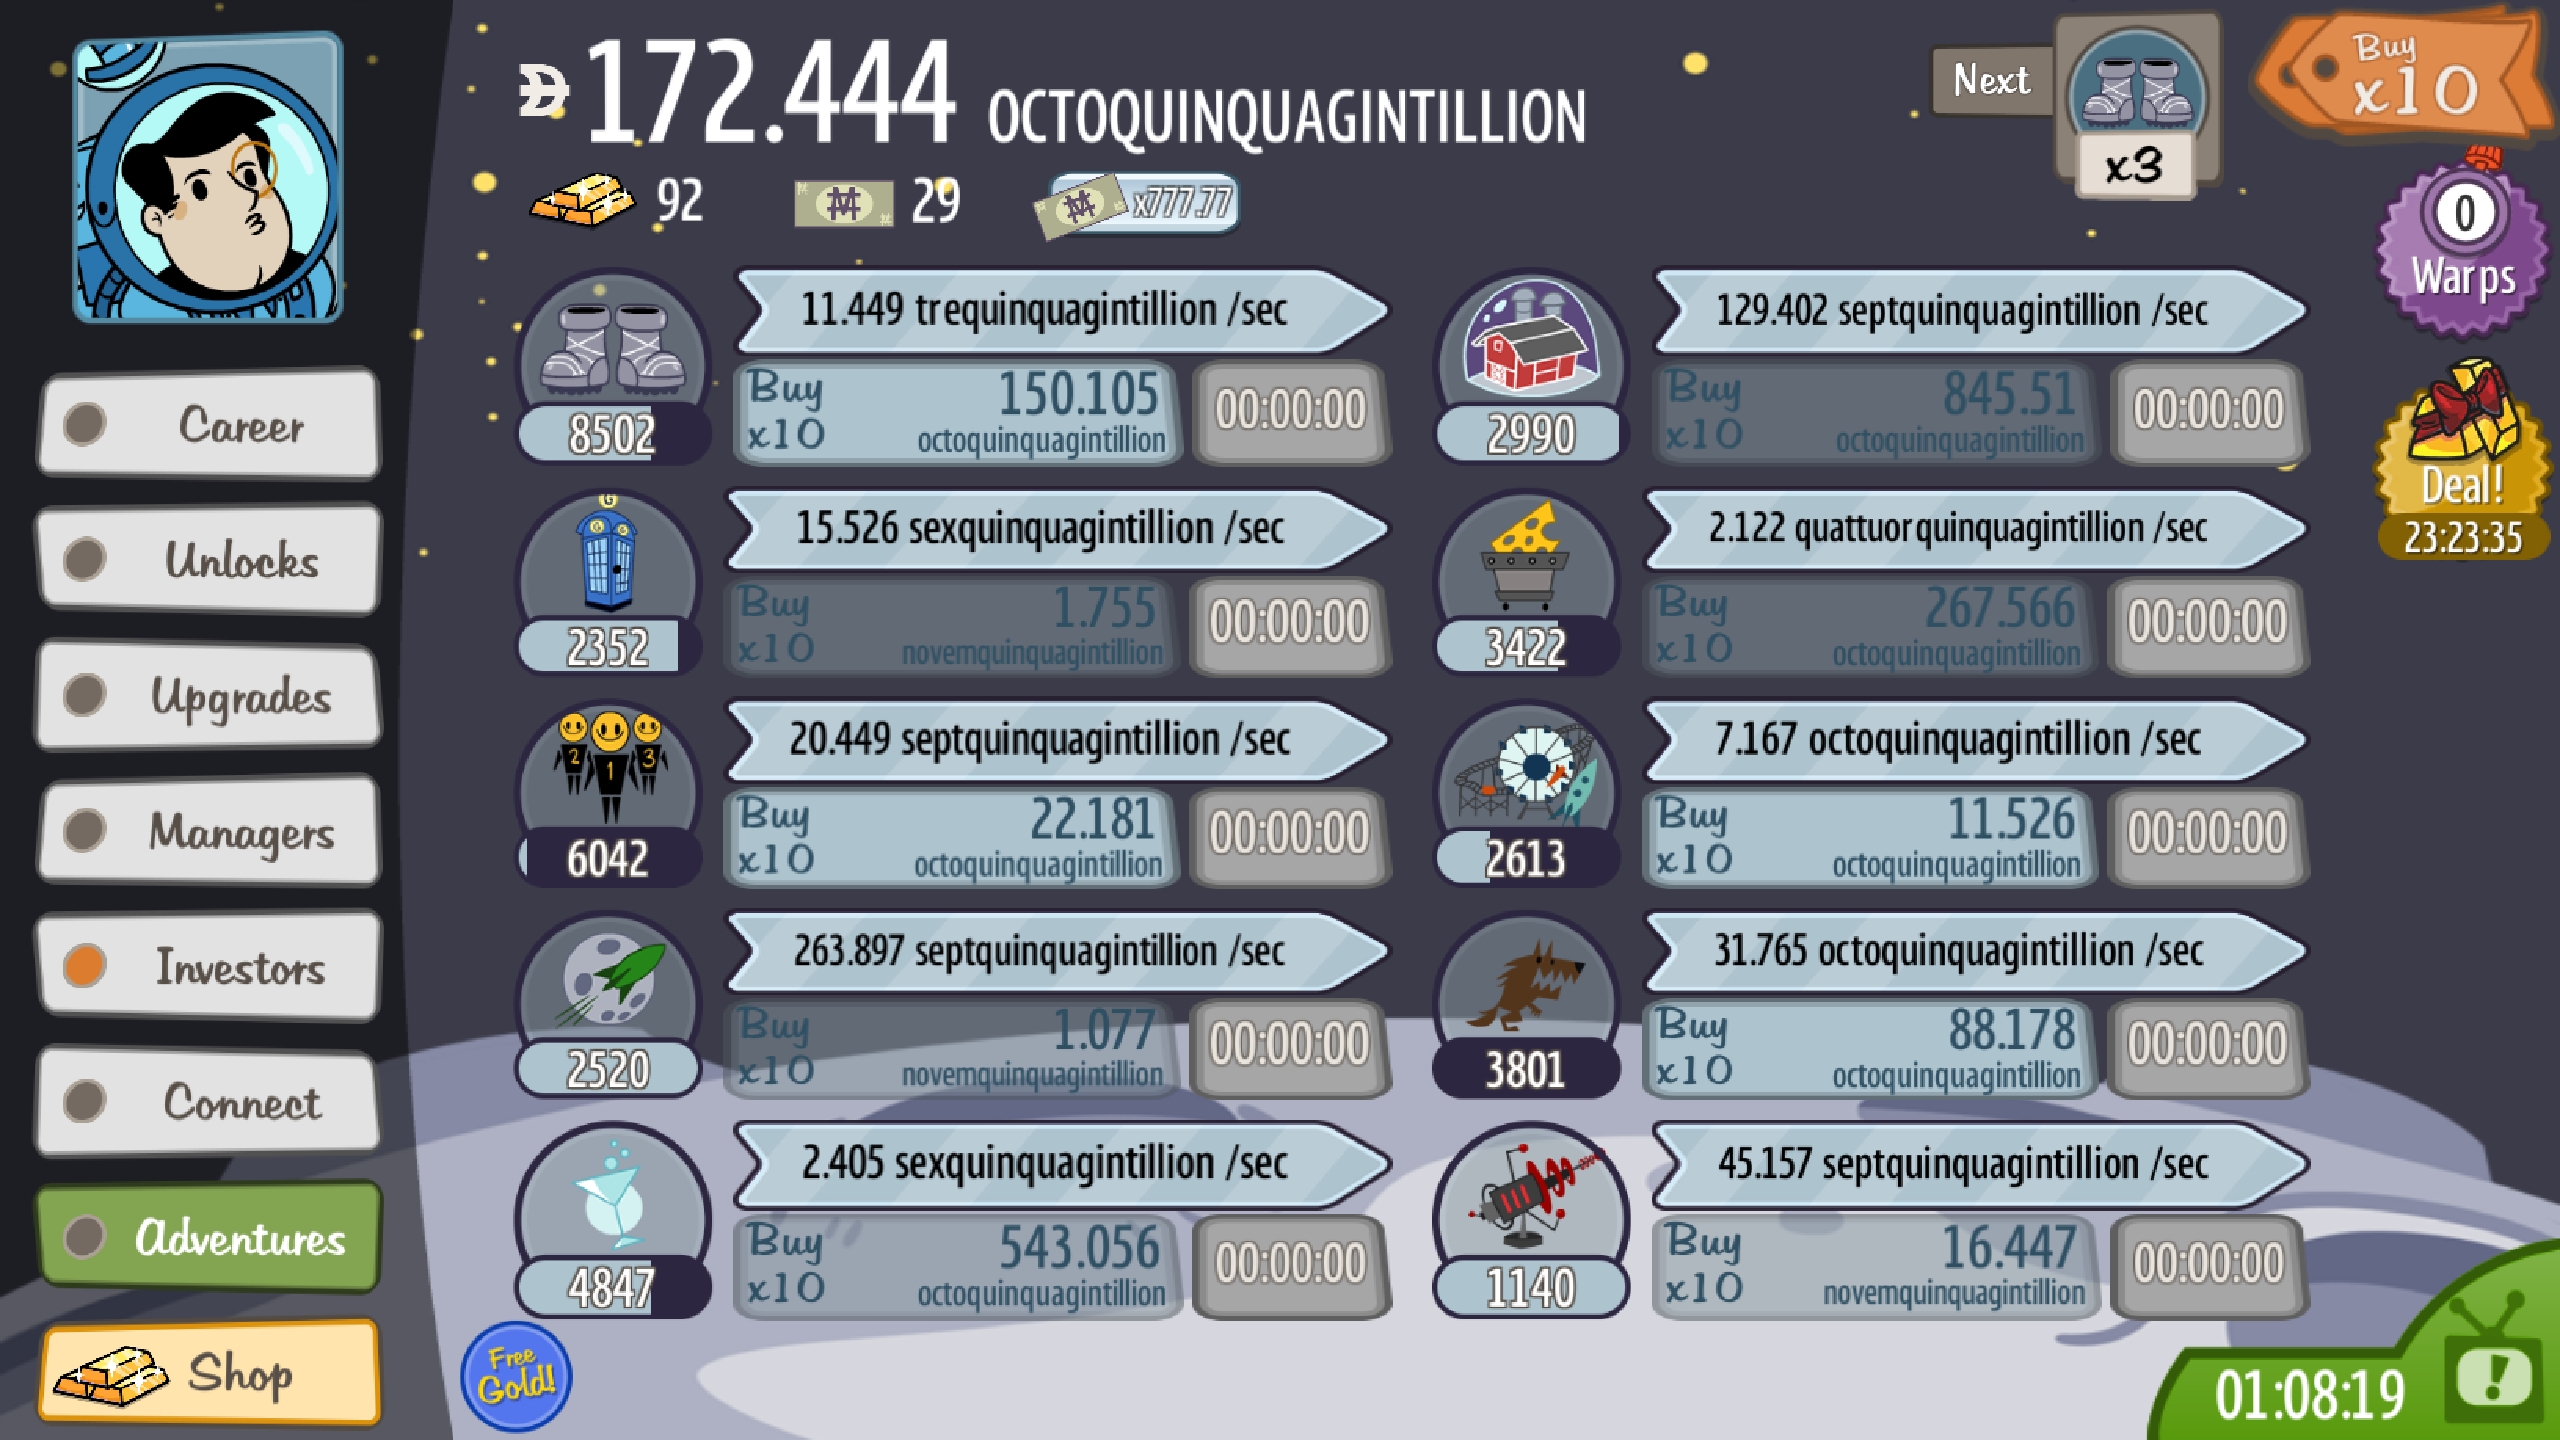 172.444 OCTOQUINQUAGINTILLION
92
29
x777.77
Next
x3
Buy
x10
0
Warps
Deal!
23:23:35
Career
Unlocks
Upgrades
Managers
Investors
Connect
Adventures
Shop
11.449 trequinquagintillion /sec
Buy
x10
150.105
octoquinquagintillion
00:00:00
8502
129.402 septquinquagintillion /sec
Buy
x10
845.51
octoquinquagintillion
00:00:00
2990
15.526 sexquinquagintillion /sec
Buy
x10
1.755
novemquinquagintillion
00:00:00
2352
2.122 quattuorquinquagintillion /sec
Buy
x10
267.566
octoquinquagintillion
00:00:00
3422
2 1 3
20.449 septquinquagintillion /sec
Buy
x10
22.181
octoquinquagintillion
00:00:00
6042
7.167 octoquinquagintillion /sec
Buy
x10
11.526
octoquinquagintillion
00:00:00
2613
263.897 septquinquagintillion /sec
Buy
x10
1.077
novemquinquagintillion
00:00:00
2520
31.765 octoquinquagintillion /sec
Buy
x10
88.178
octoquinquagintillion
00:00:00
3801
2.405 sexquinquagintillion /sec
Buy
x10
543.056
octoquinquagintillion
00:00:00
4847
45.157 septquinquagintillion /sec
Buy
x10
16.447
novemquinquagintillion
00:00:00
1140
Free
Gold!
01:08:19
!